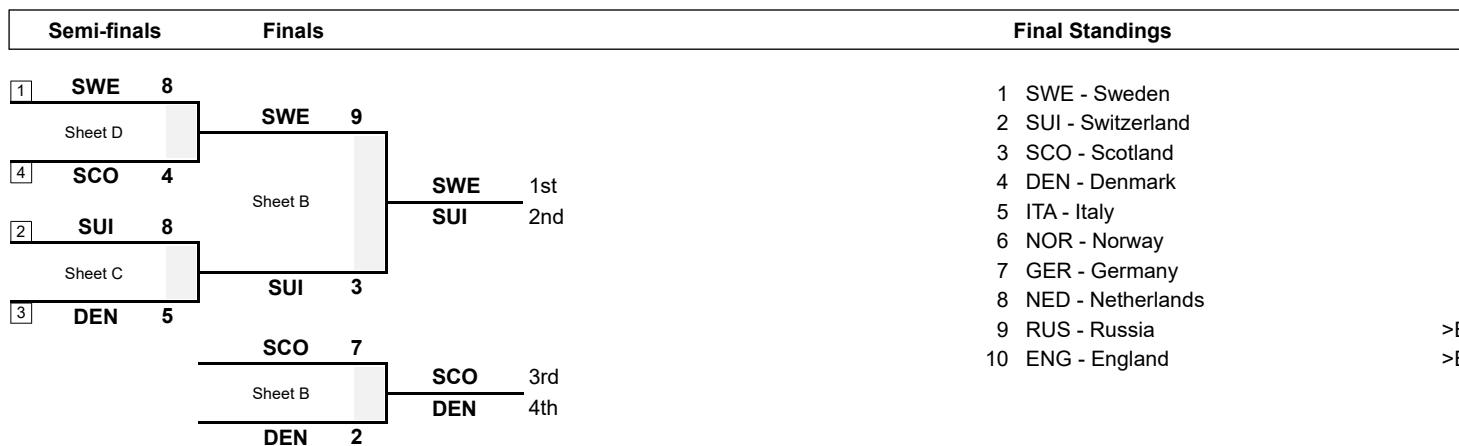 Semi-finals Finals Final Standings
1 SWE 8
Sheet D
4 SCO 4
2 SUI 8
Sheet C
3 DEN 5
SWE 9
Sheet B
SUI 3
SWE 1st
SUI 2nd
SCO 7
Sheet B
DEN 2
SCO 3rd
DEN 4th
1 SWE - Sweden
2 SUI - Switzerland
3 SCO - Scotland
4 DEN - Denmark
5 ITA - Italy
6 NOR - Norway
7 GER - Germany
8 NED - Netherlands
9 RUS - Russia
10 ENG - England